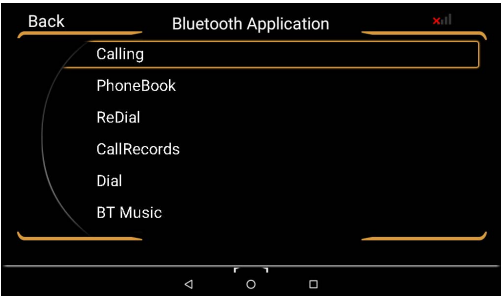 Back
Bluetooth Application
Calling
PhoneBook
ReDial
CallRecords
Dial
BT Music